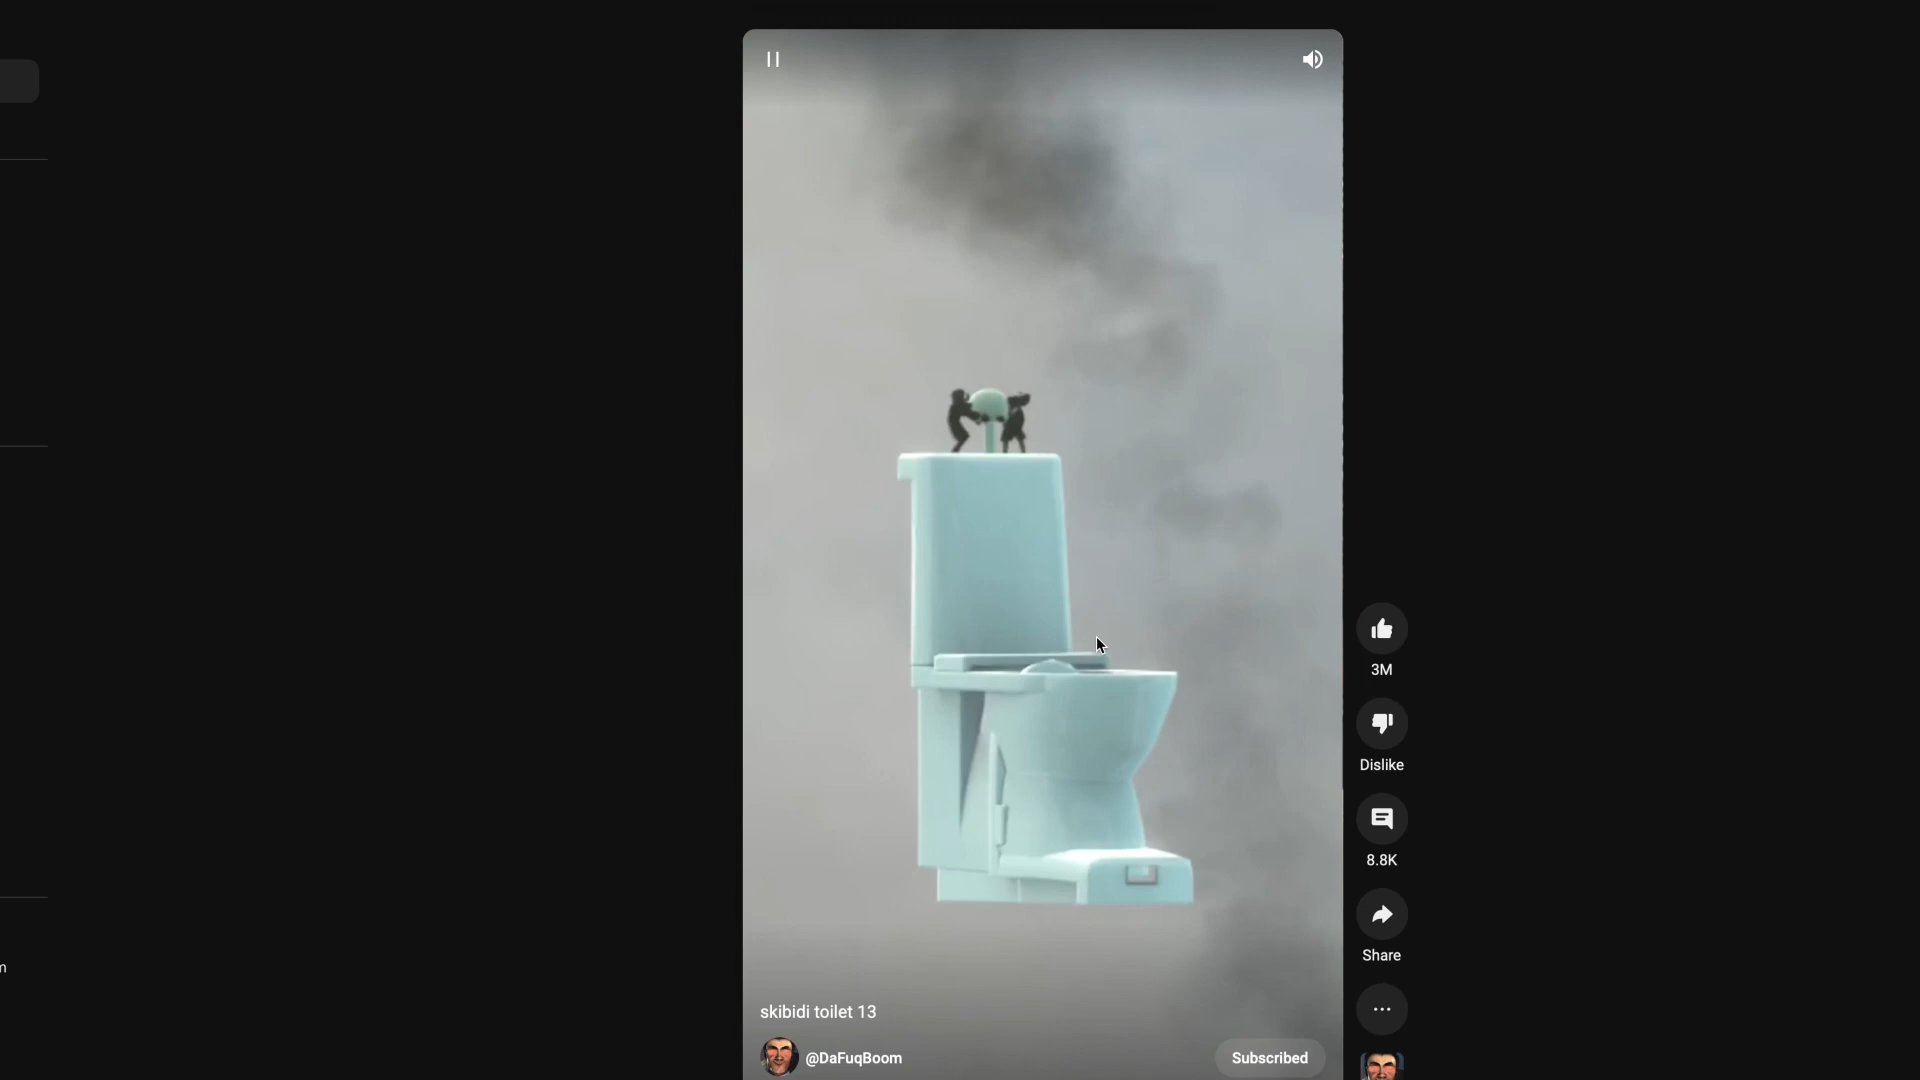 3M
Dislike
8.8K
Share
skibidi toilet 13
@DaFuqBoom
Subscribed